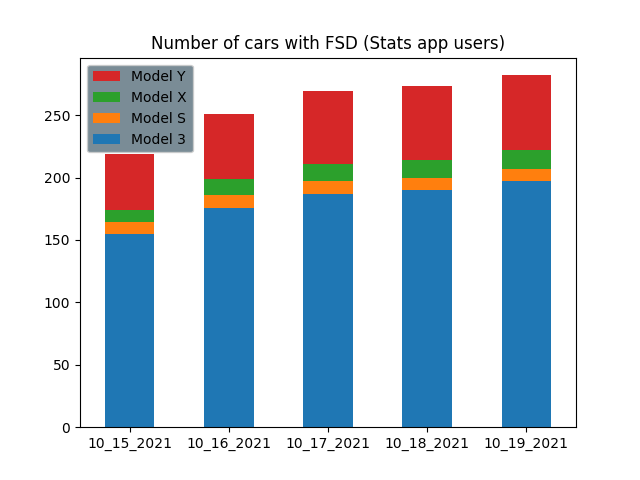 Number of cars with FSD (Stats app users)
Model Y
Model X
Model S
Model 3
250
200
150
100
50
0
10_15_2021 10_16_2021 10_17_2021 10_18_2021 10_19_2021